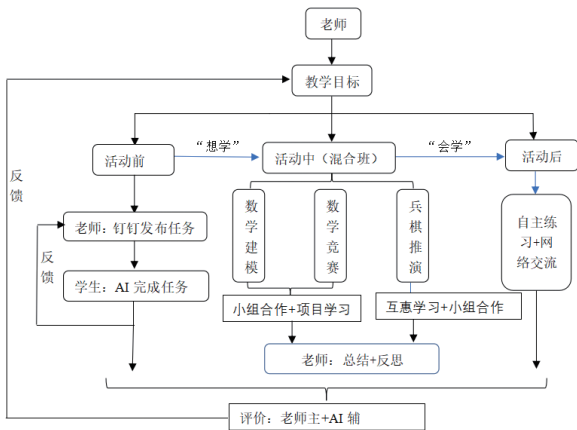 老师
教学目标
“想学”
“会学”
活动前
活动中（混合班）
活动后
反馈
数学建模
数学竞赛
兵棋推演
老师：钉钉发布任务
自主练习+网络交流
反馈
学生：AI 完成任务
小组合作+项目学习
互惠学习+小组合作
老师：总结+反思
评价：老师主+AI 辅